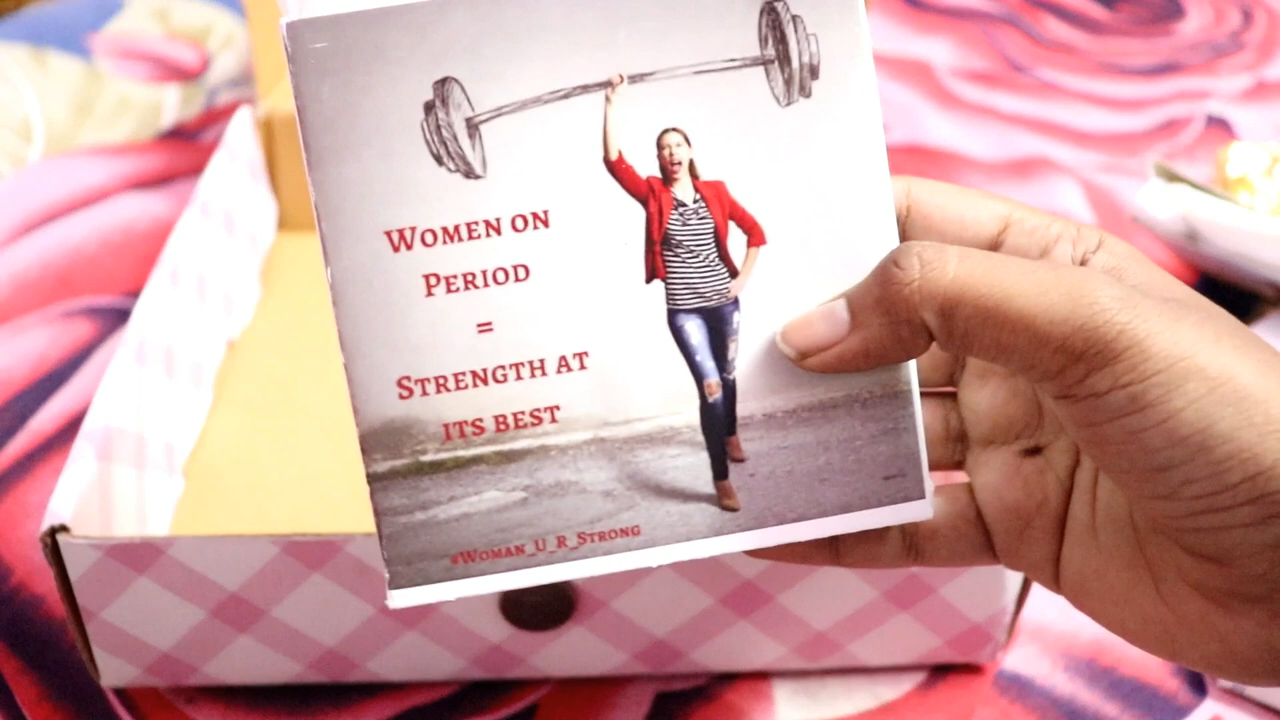 Women on
Period
=
Strength at
its best
#Woman_U_R_Strong